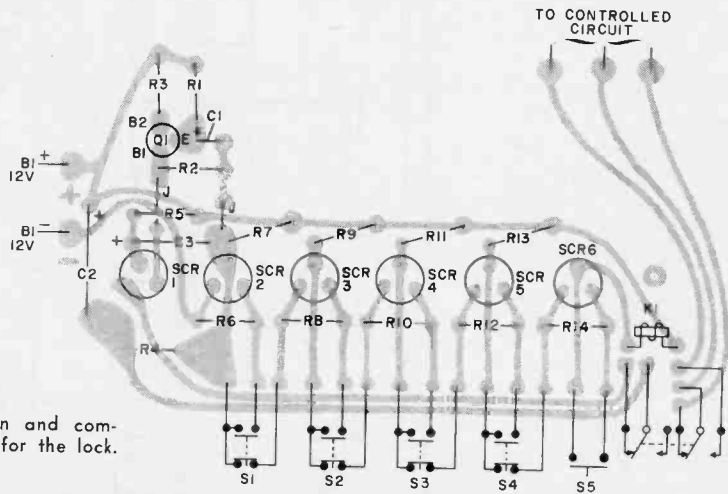 TO CONTROLLED
CIRCUIT
R3
R1
B2
C1
Q1
E
B1
R2
B1 +
12V
J
J
+
+
B1 −
12V
R5
R7
R9
R11
R13
+
C3
SCR6
C2
SCR
1
SCR
2
SCR
3
SCR
4
SCR
5
K1
R6
R8
R10
R12
R14
R4
n and com-
for the lock.
S1
S2
S3
S4
S5